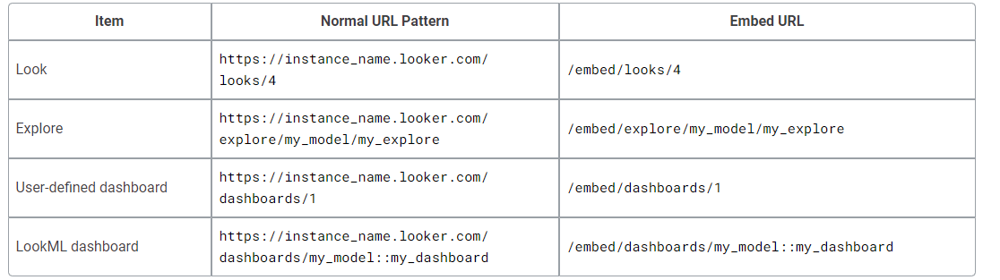 Item Normal URL Pattern Embed URL
Look
https://instance_name.looker.com/
looks/4
/embed/looks/4
Explore
https://instance_name.looker.com/
explore/my_model/my_explore
/embed/explore/my_model/my_explore
User-defined dashboard
https://instance_name.looker.com/
dashboards/1
/embed/dashboards/1
LookML dashboard
https://instance_name.looker.com/
dashboards/my_model::my_dashboard
/embed/dashboards/my_model::my_dashboard